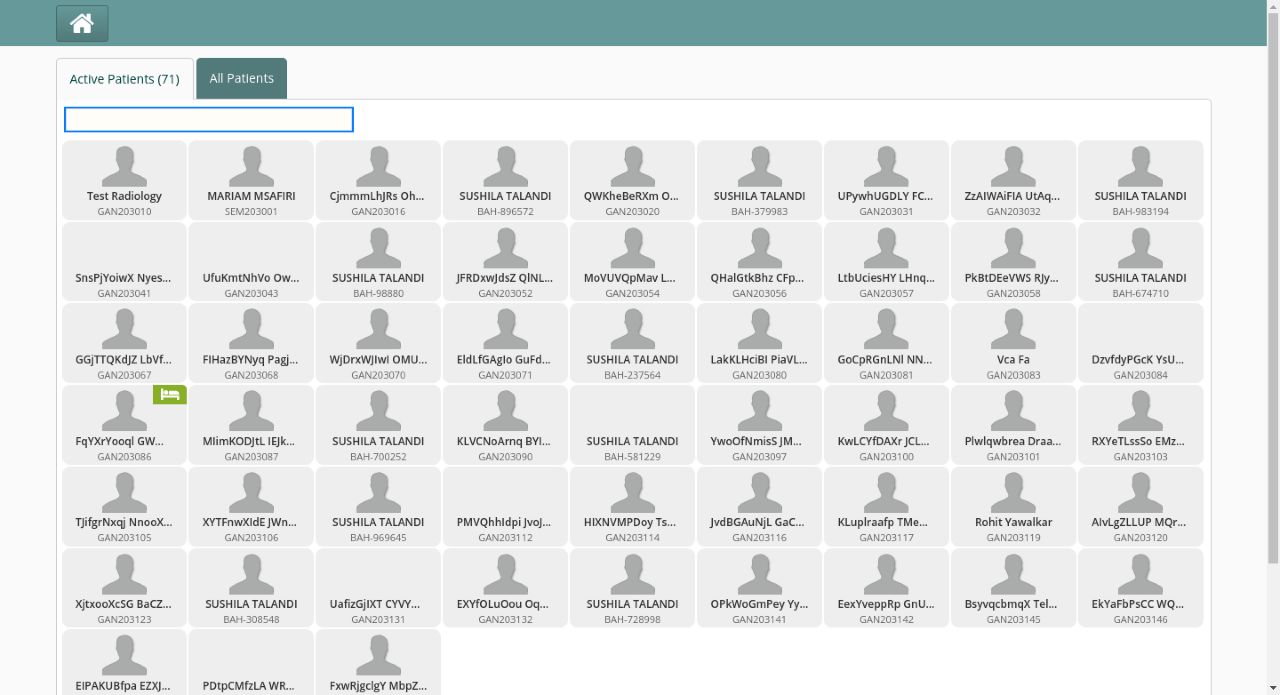 Active Patients (71)
All Patients
Test Radiology
GAN203010
MARIAM MSAFIRI
SEM203001
CjmmmLhJRs Oh...
GAN203016
SUSHILA TALANDI
BAH-896572
QWKheBeRXm O...
GAN203020
SUSHILA TALANDI
BAH-379983
UPywhUGDLY FC...
GAN203031
ZzAIWAiFIA UtAq...
GAN203032
SUSHILA TALANDI
BAH-983194
SnsPjYoiwX Nyes...
GAN203041
UfuKmtNhVo Ow...
GAN203043
SUSHILA TALANDI
BAH-98880
JFRDxwJdsZ QlNL...
GAN203052
MoVUVQpMav L...
GAN203054
QHalGtkBhz CFp...
GAN203056
LtbUciesHY LHnq...
GAN203057
PkBtDEeVWS RJy...
GAN203058
SUSHILA TALANDI
BAH-674710
GGjTTQKdJZ LbVf...
GAN203067
FIHazBYNyq Pagj...
GAN203068
WjDrxWJIwI OMU...
GAN203070
EldLfGAgIo GuFd...
GAN203071
SUSHILA TALANDI
BAH-237564
LakKLHciBI PiaVL...
GAN203080
GoCpRGnLNl NN...
GAN203081
Vca Fa
GAN203083
DzvfdyPGcK YsU...
GAN203084
FqYXrYooql GW...
GAN203086
MIimKODJtL IEJk...
GAN203087
SUSHILA TALANDI
BAH-700252
KLVCNoArnq BYI...
GAN203090
SUSHILA TALANDI
BAH-581229
YwoOfNmisS JM...
GAN203097
KwLCYfDAXr JCL...
GAN203100
Plwlqwbrea Draa...
GAN203101
RXYeTLssSo EMz...
GAN203103
TJifgrNxqj NnooX...
GAN203105
XYTFnwXIdE JWn...
GAN203106
SUSHILA TALANDI
BAH-969645
PMVQhhIdpi JvoJ...
GAN203112
HIXNVMPDoy Ts...
GAN203114
JvdBGAuNjL GaC...
GAN203116
KLuplraafp TMe...
GAN203117
Rohit Yawalkar
GAN203119
AIvLgZLLUP MQr...
GAN203120
XjtxooXcSG BaCZ...
GAN203123
SUSHILA TALANDI
BAH-308548
UafizGjIXT CYVY...
GAN203131
EXYfOLuOou Oq...
GAN203132
SUSHILA TALANDI
BAH-728998
OPkWoGmPey Yy...
GAN203141
EexYveppRp GnU...
GAN203142
BsyvqcbmqX Tel...
GAN203145
EkYaFbPsCC WQ...
GAN203146
EIPAKUBfpa EZXJ...
PDtpCMfzLA WR...
FxwRjgclgY MbpZ...